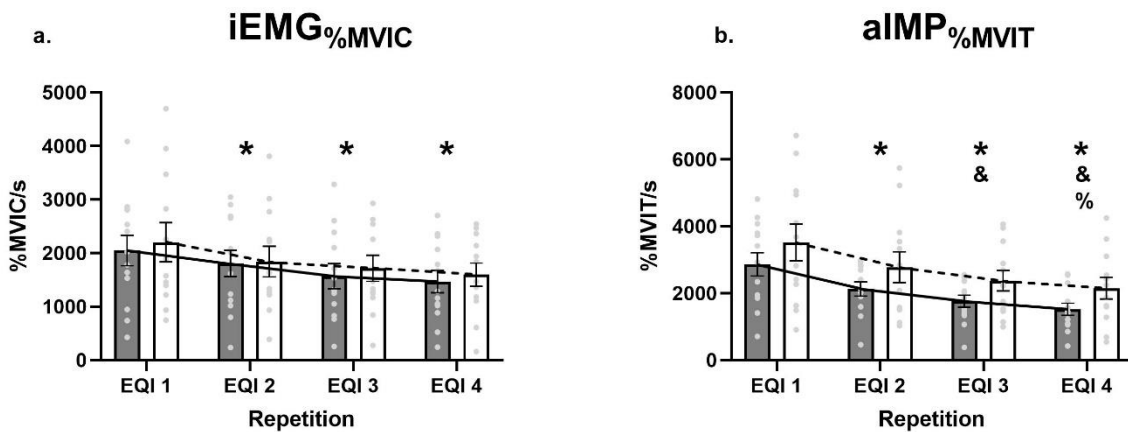 a.
iEMG%MVIC
%MVIC/s
5000
4000
3000
2000
1000
0
* * *
EQI 1 EQI 2 EQI 3 EQI 4
Repetition
b.
aIMP%MVIT
%MVIT/s
8000
6000
4000
2000
0
* * *
& &
%
EQI 1 EQI 2 EQI 3 EQI 4
Repetition